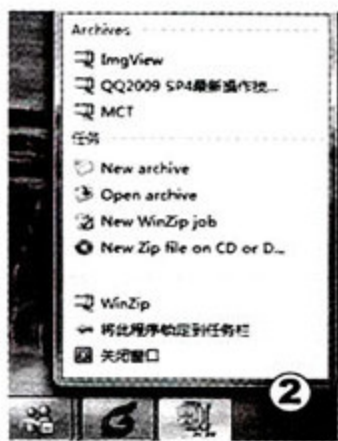 Archives
ImgView
QQ2009 SP4最新操作技...
MCT
任务
New archive
Open archive
New WinZip job
New Zip file on CD or D...
WinZip
将此程序锁定到任务栏
关闭窗口
2